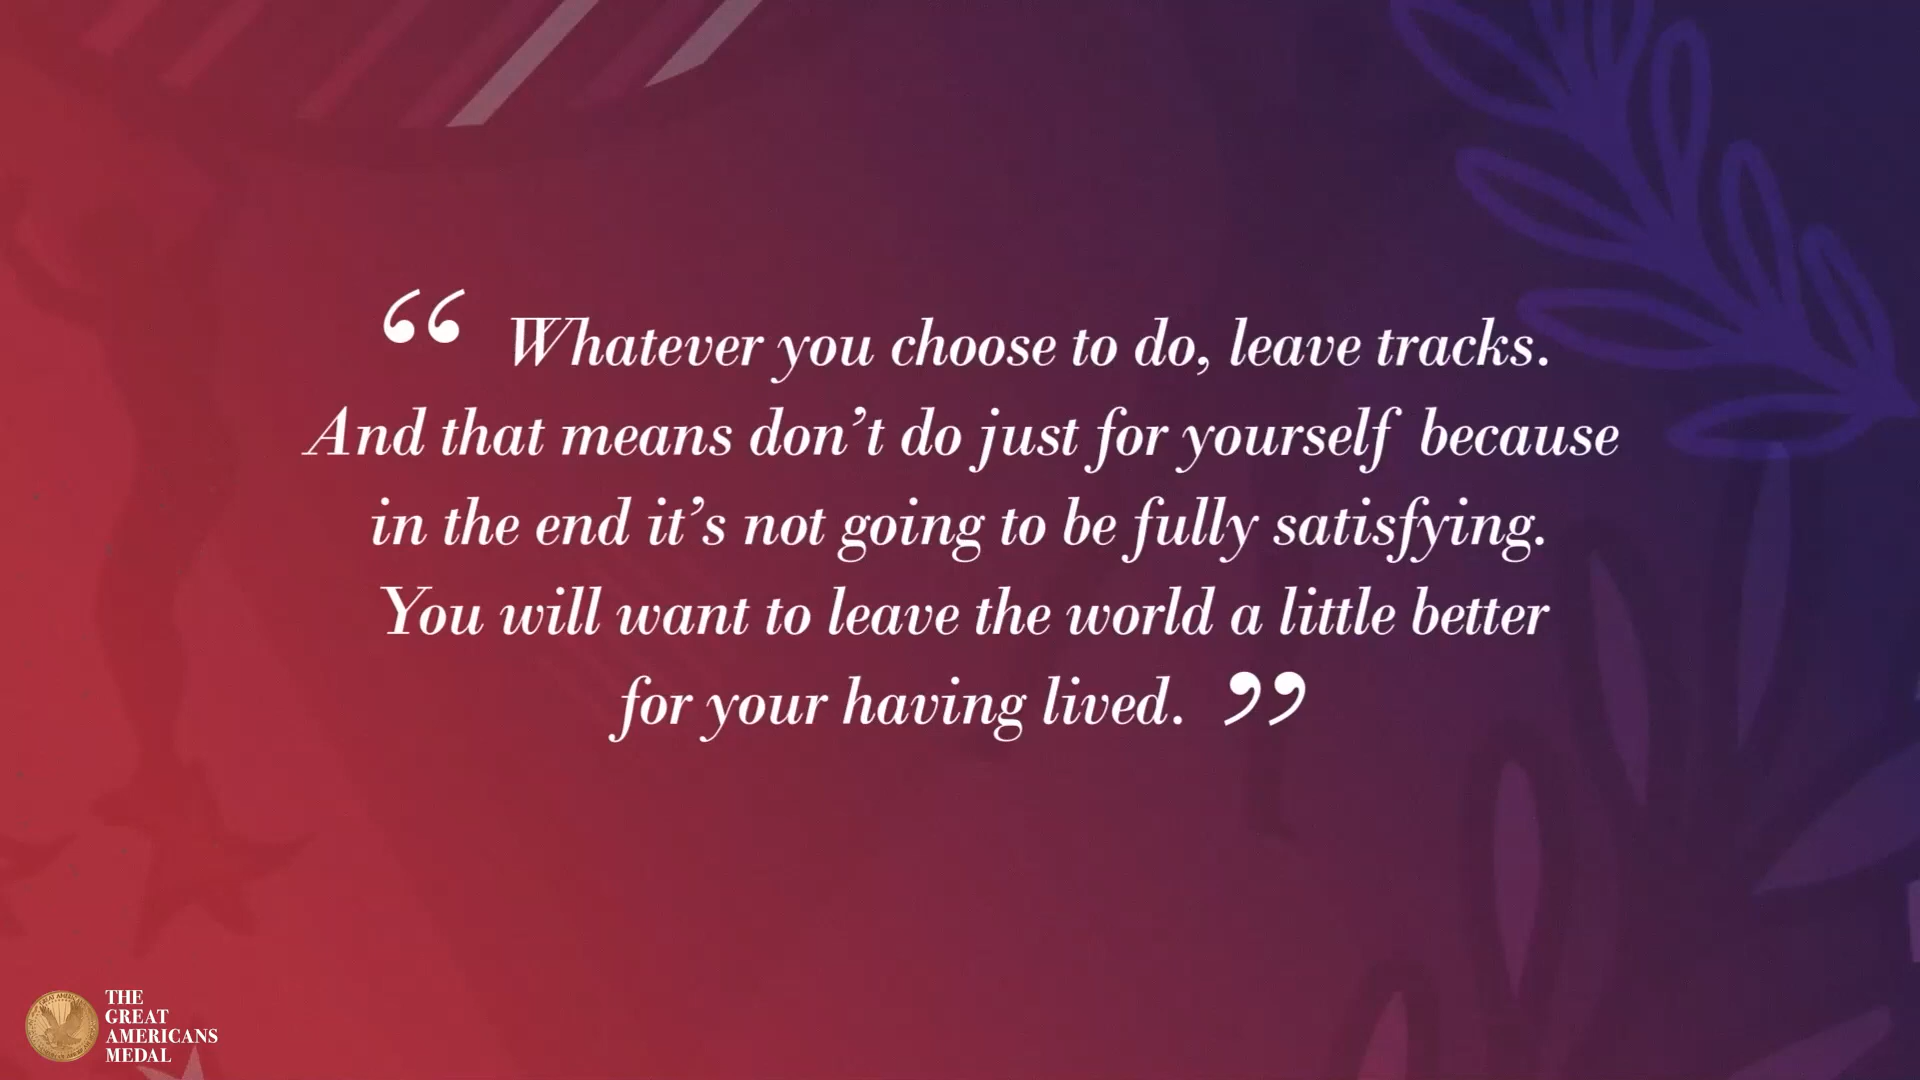 “ Whatever you choose to do, leave tracks.
And that means don’t do just for yourself because
in the end it’s not going to be fully satisfying.
You will want to leave the world a little better
for your having lived. ”
THE
GREAT
AMERICANS
MEDAL